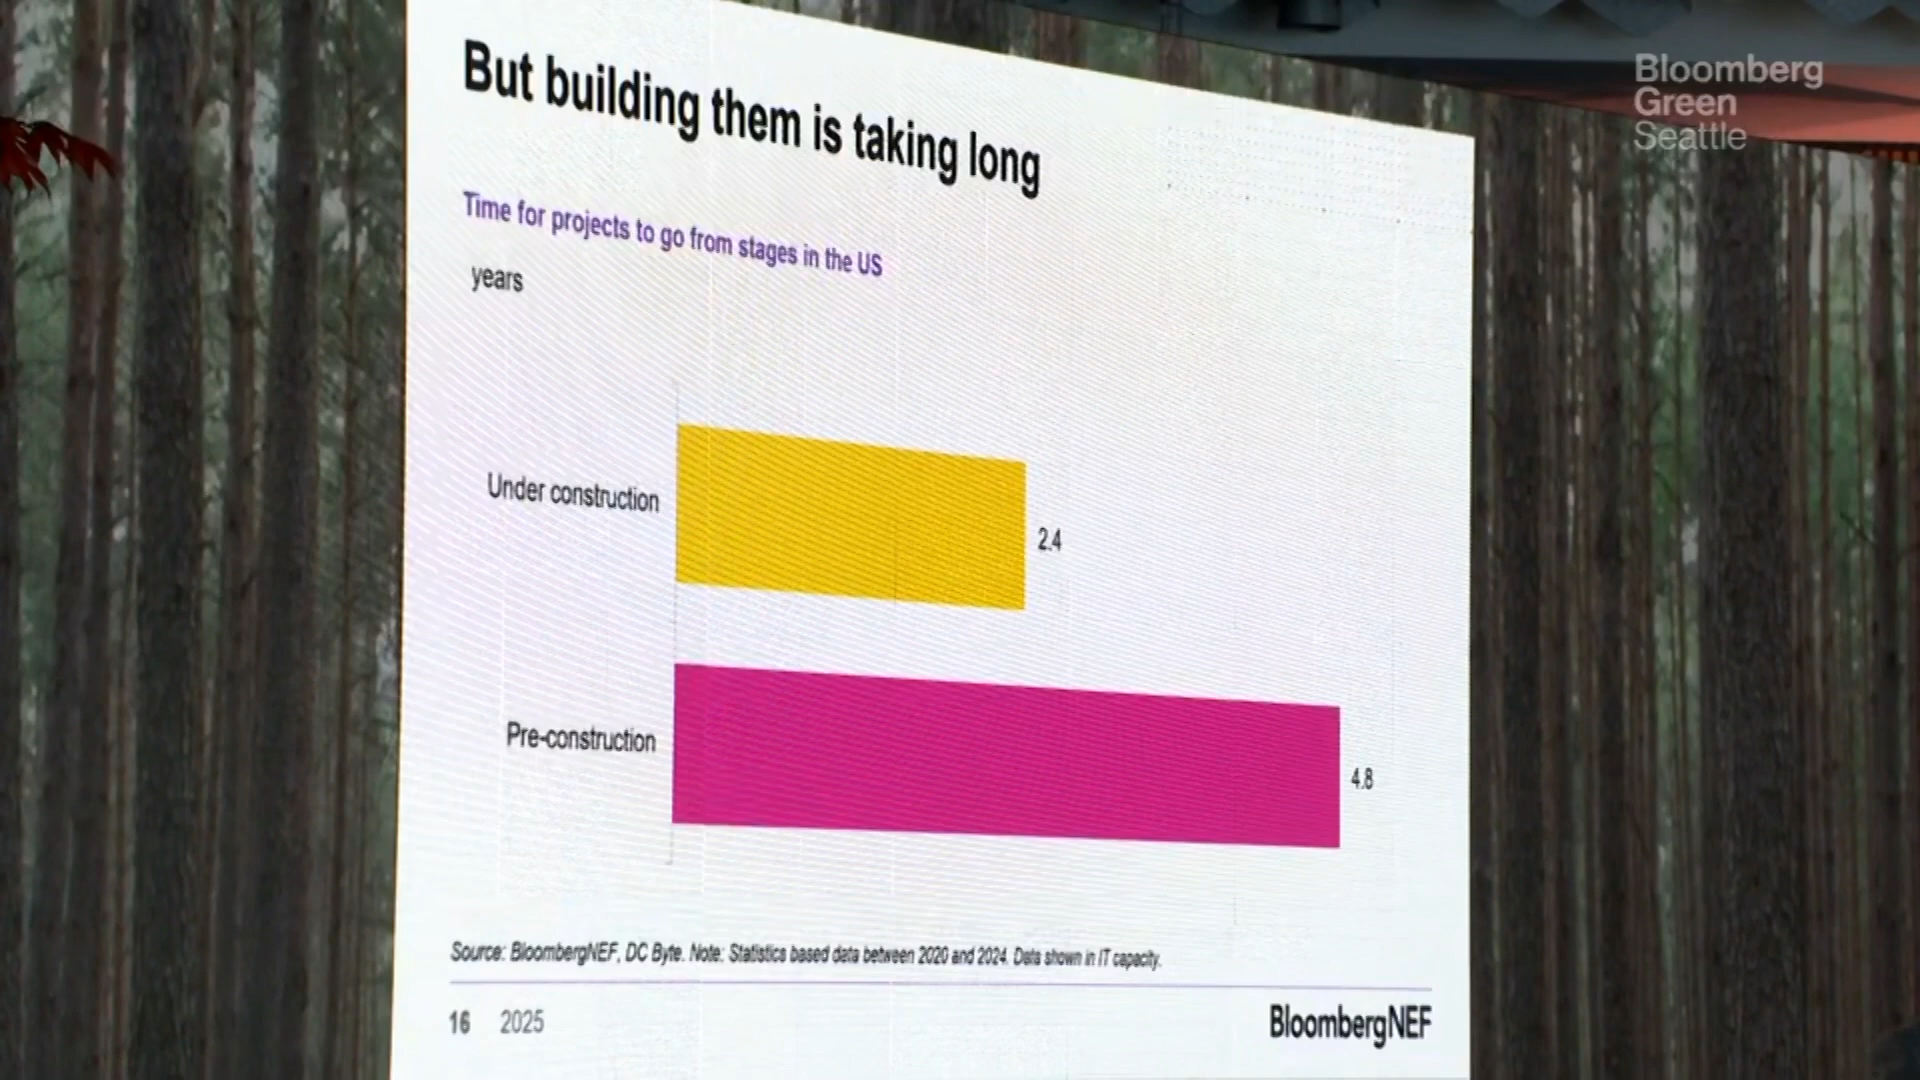 Bloomberg
Green
Seattle
But building them is taking long
Time for projects to go from stages in the US
years
Under construction
2.4
Pre-construction
4.8
Source: BloombergNEF, DC Byte. Note: Statistics based data between 2020 and 2024. Data shown in IT capacity.
16 2025
BloombergNEF